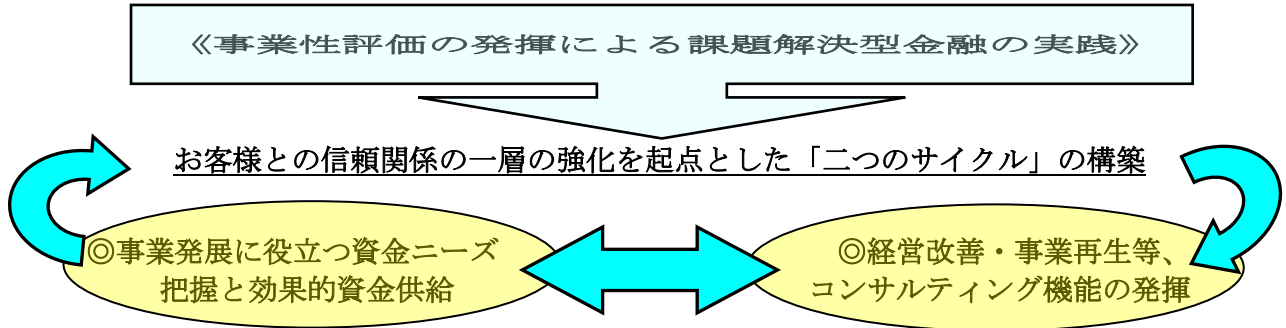 《事業性評価の発揮による課題解決型金融の実践》
お客様との信頼関係の一層の強化を起点とした「二つのサイクル」の構築
◎事業発展に役立つ資金ニーズ
把握と効果的資金供給
◎経営改善・事業再生等、
コンサルティング機能の発揮